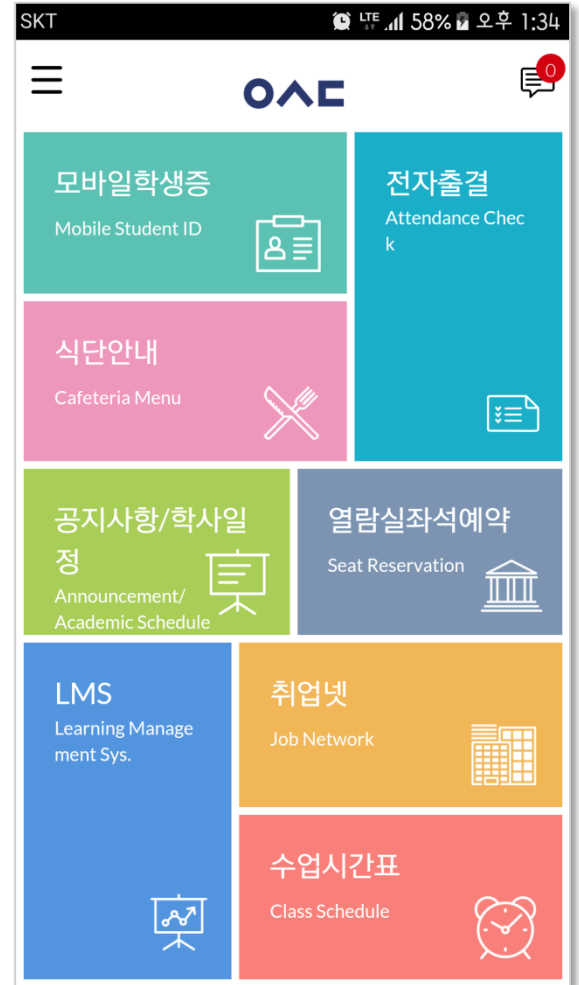 SKT LTE 58% 오후 1:34
ㅇㅅㄷ
0
모바일학생증
Mobile Student ID
전자출결
Attendance Chec
k
식단안내
Cafeteria Menu
공지사항/학사일
정
Announcement/
Academic Schedule
열람실좌석예약
Seat Reservation
LMS
Learning Manage
ment Sys.
취업넷
Job Network
수업시간표
Class Schedule